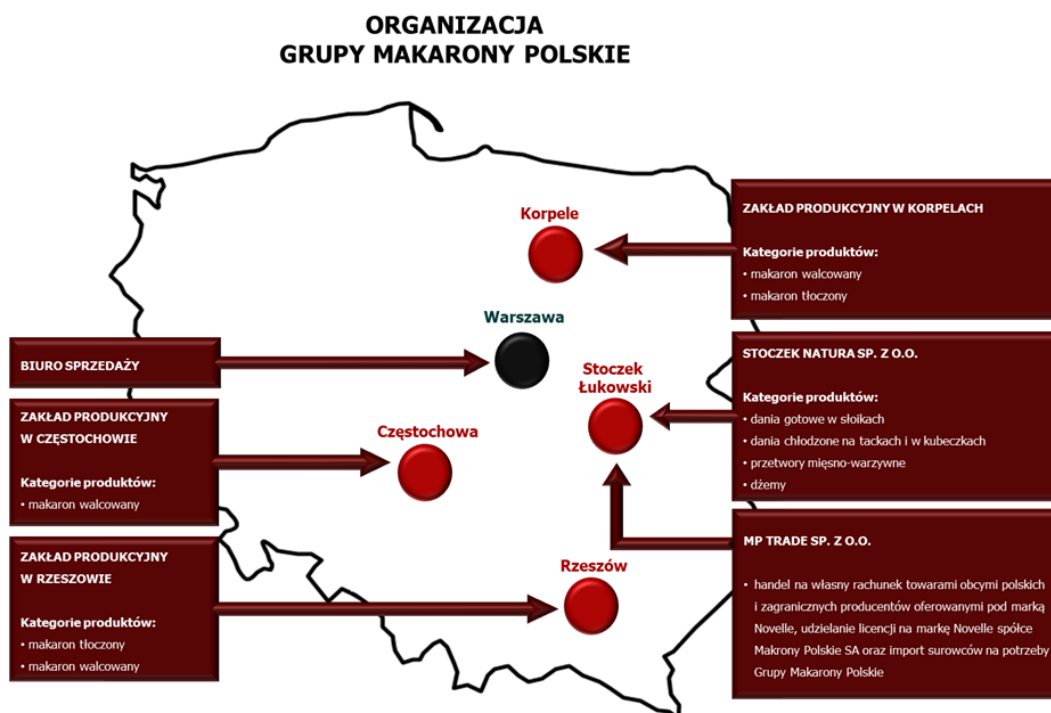 ORGANIZACJA
GRUPY MAKARONY POLSKIE
Korpele
Warszawa
Stoczek
Łukowski
Częstochowa
Rzeszów
BIURO SPRZEDAŻY
ZAKŁAD PRODUKCYJNY
W CZĘSTOCHOWIE
Kategorie produktów:
• makaron walcowany
ZAKŁAD PRODUKCYJNY
W RZESZOWIE
Kategorie produktów:
• makaron tłoczony
• makaron walcowany
ZAKŁAD PRODUKCYJNY W KORPELACH
Kategorie produktów:
• makaron walcowany
• makaron tłoczony
STOCZEK NATURA SP. Z O.O.
Kategorie produktów:
• dania gotowe w słoikach
• dania chłodzone na tackach i w kubeczkach
• przetwory mięsno-warzywne
• dżemy
MP TRADE SP. Z O.O.
• handel na własny rachunek towarami obcymi polskich
i zagranicznych producentów oferowanymi pod marką
Novelle, udzielanie licencji na markę Novelle spółce
Makrony Polskie SA oraz import surowców na potrzeby
Grupy Makarony Polskie